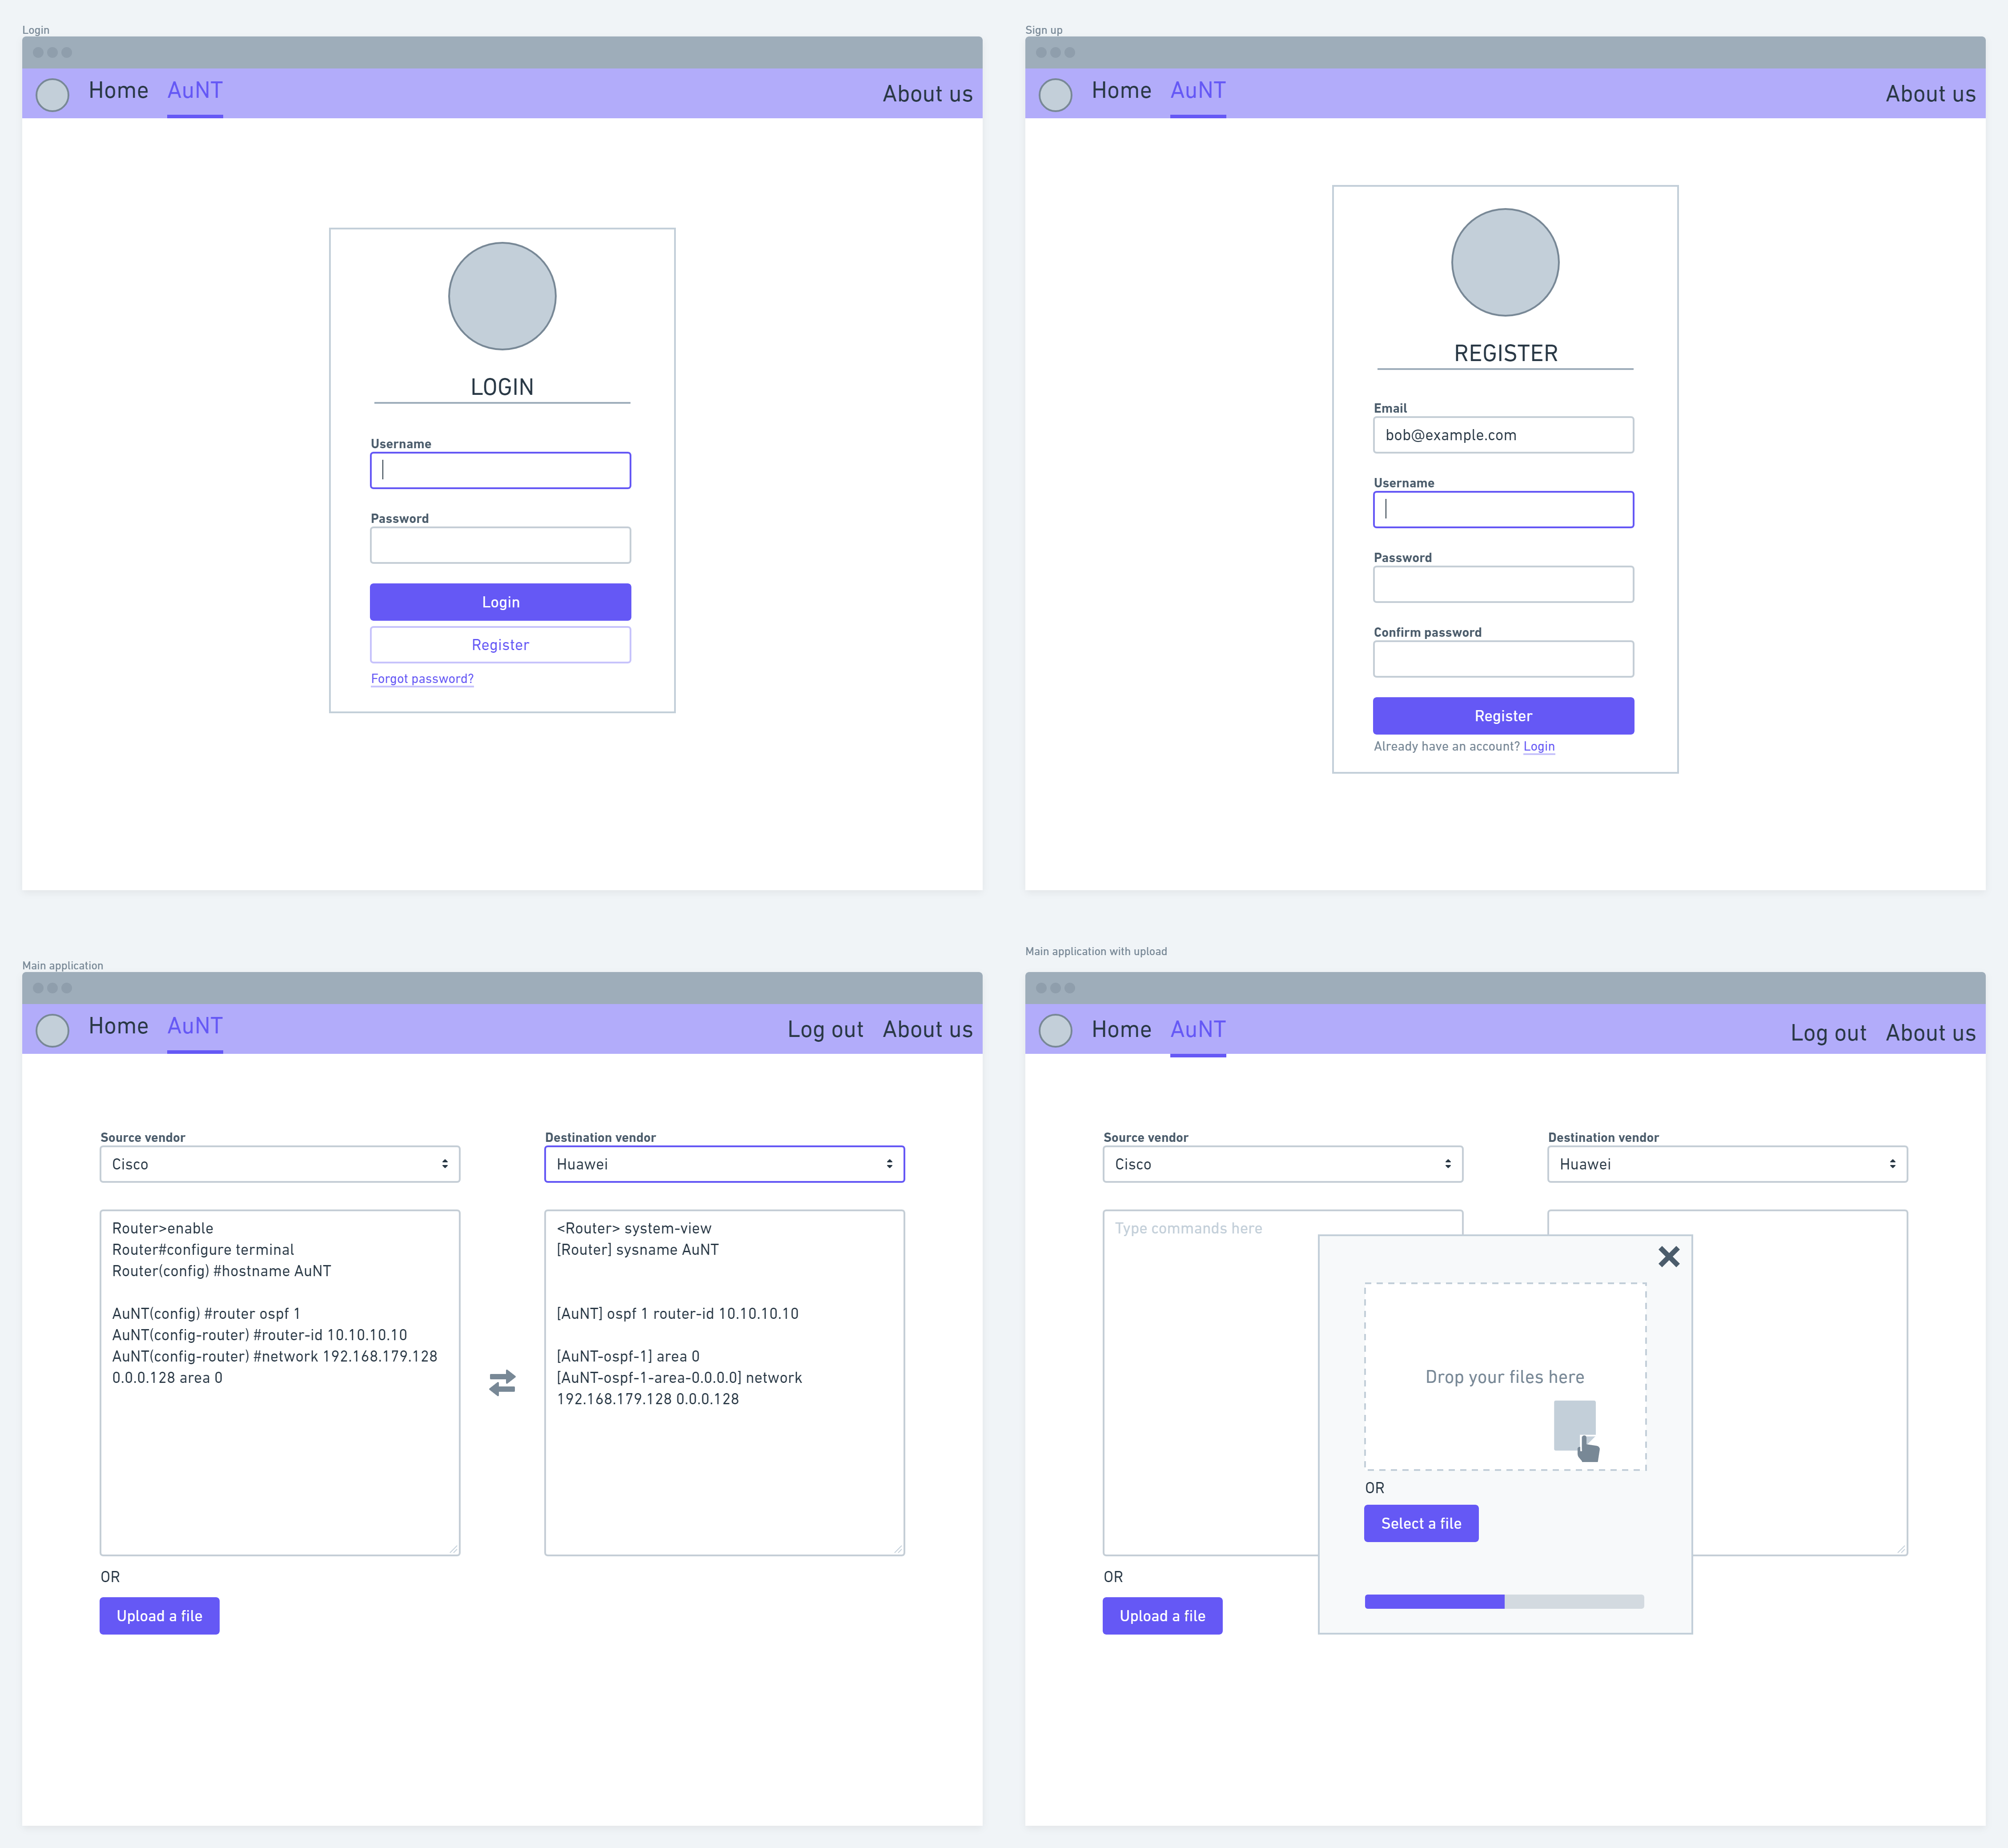 Login
Home AuNT About us
LOGIN
Username
Password
Login
Register
Forgot password?
Sign up
Home AuNT About us
REGISTER
Email
bob@example.com
Username
Password
Confirm password
Register
Already have an account? Login
Main application
Home AuNT Log out About us
Source vendor
Cisco
Router>enable
Router#configure terminal
Router(config) #hostname AuNT
AuNT(config) #router ospf 1
AuNT(config-router) #router-id 10.10.10.10
AuNT(config-router) #network 192.168.179.128
0.0.0.128 area 0
OR
Upload a file
Destination vendor
Huawei
<Router> system-view
[Router] sysname AuNT
[AuNT] ospf 1 router-id 10.10.10.10
[AuNT-ospf-1] area 0
[AuNT-ospf-1-area-0.0.0.0] network
192.168.179.128 0.0.0.128
Main application with upload
Home AuNT Log out About us
Source vendor
Cisco
Type commands here
OR
Upload a file
Destination vendor
Huawei
Drop your files here
OR
Select a file